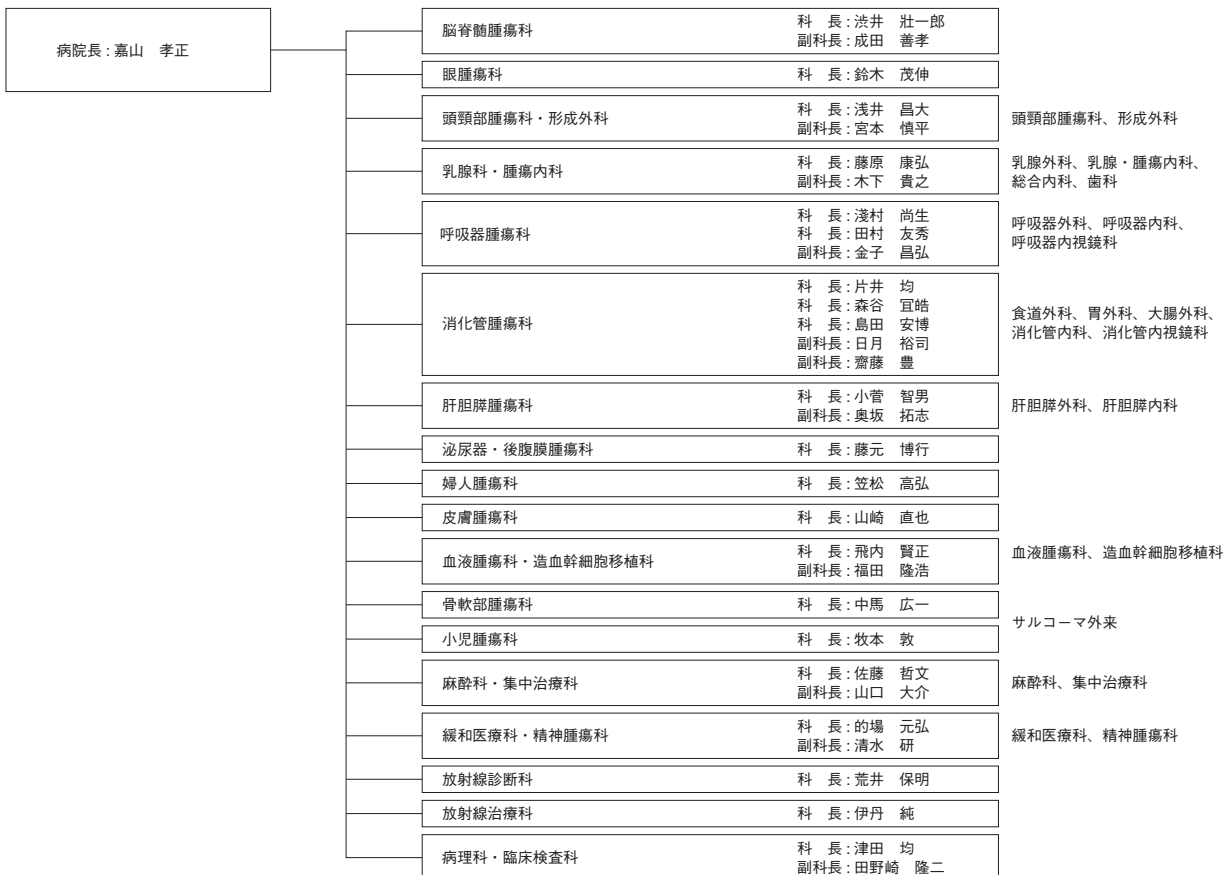 病院長 : 嘉山　孝正
脳脊髄腫瘍科
科　長 : 渋井　壯一郎
副科長 : 成田　善孝
眼腫瘍科
科　長 : 鈴木　茂伸
頭頸部腫瘍科・形成外科
科　長 : 浅井　昌大
副科長 : 宮本　慎平
頭頸部腫瘍科、形成外科
乳腺科・腫瘍内科
科　長 : 藤原　康弘
副科長 : 木下　貴之
乳腺外科、乳腺・腫瘍内科、
総合内科、歯科
呼吸器腫瘍科
科　長 : 淺村　尚生
科　長 : 田村　友秀
副科長 : 金子　昌弘
呼吸器外科、呼吸器内科、
呼吸器内視鏡科
消化管腫瘍科
科　長 : 片井　均
科　長 : 森谷　冝皓
科　長 : 島田　安博
副科長 : 日月　裕司
副科長 : 齋藤　豊
食道外科、胃外科、大腸外科、
消化管内科、消化管内視鏡科
肝胆膵腫瘍科
科　長 : 小菅　智男
副科長 : 奥坂　拓志
肝胆膵外科、肝胆膵内科
泌尿器・後腹膜腫瘍科
科　長 : 藤元　博行
婦人腫瘍科
科　長 : 笠松　高弘
皮膚腫瘍科
科　長 : 山崎　直也
血液腫瘍科・造血幹細胞移植科
科　長 : 飛内　賢正
副科長 : 福田　隆浩
血液腫瘍科、造血幹細胞移植科
骨軟部腫瘍科
科　長 : 中馬　広一
サルコーマ外来
小児腫瘍科
科　長 : 牧本　敦
麻酔科・集中治療科
科　長 : 佐藤　哲文
副科長 : 山口　大介
麻酔科、集中治療科
緩和医療科・精神腫瘍科
科　長 : 的場　元弘
副科長 : 清水　研
緩和医療科、精神腫瘍科
放射線診断科
科　長 : 荒井　保明
放射線治療科
科　長 : 伊丹　純
病理科・臨床検査科
科　長 : 津田　均
副科長 : 田野崎　隆二